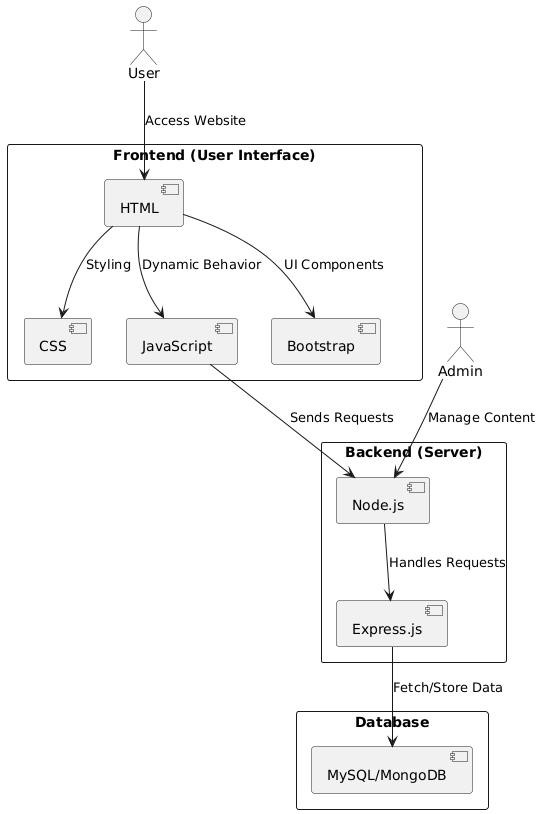 User
Access Website
Frontend (User Interface)
HTML
Styling
Dynamic Behavior
UI Components
CSS
JavaScript
Bootstrap
Admin
Sends Requests
Manage Content
Backend (Server)
Node.js
Handles Requests
Express.js
Fetch/Store Data
Database
MySQL/MongoDB